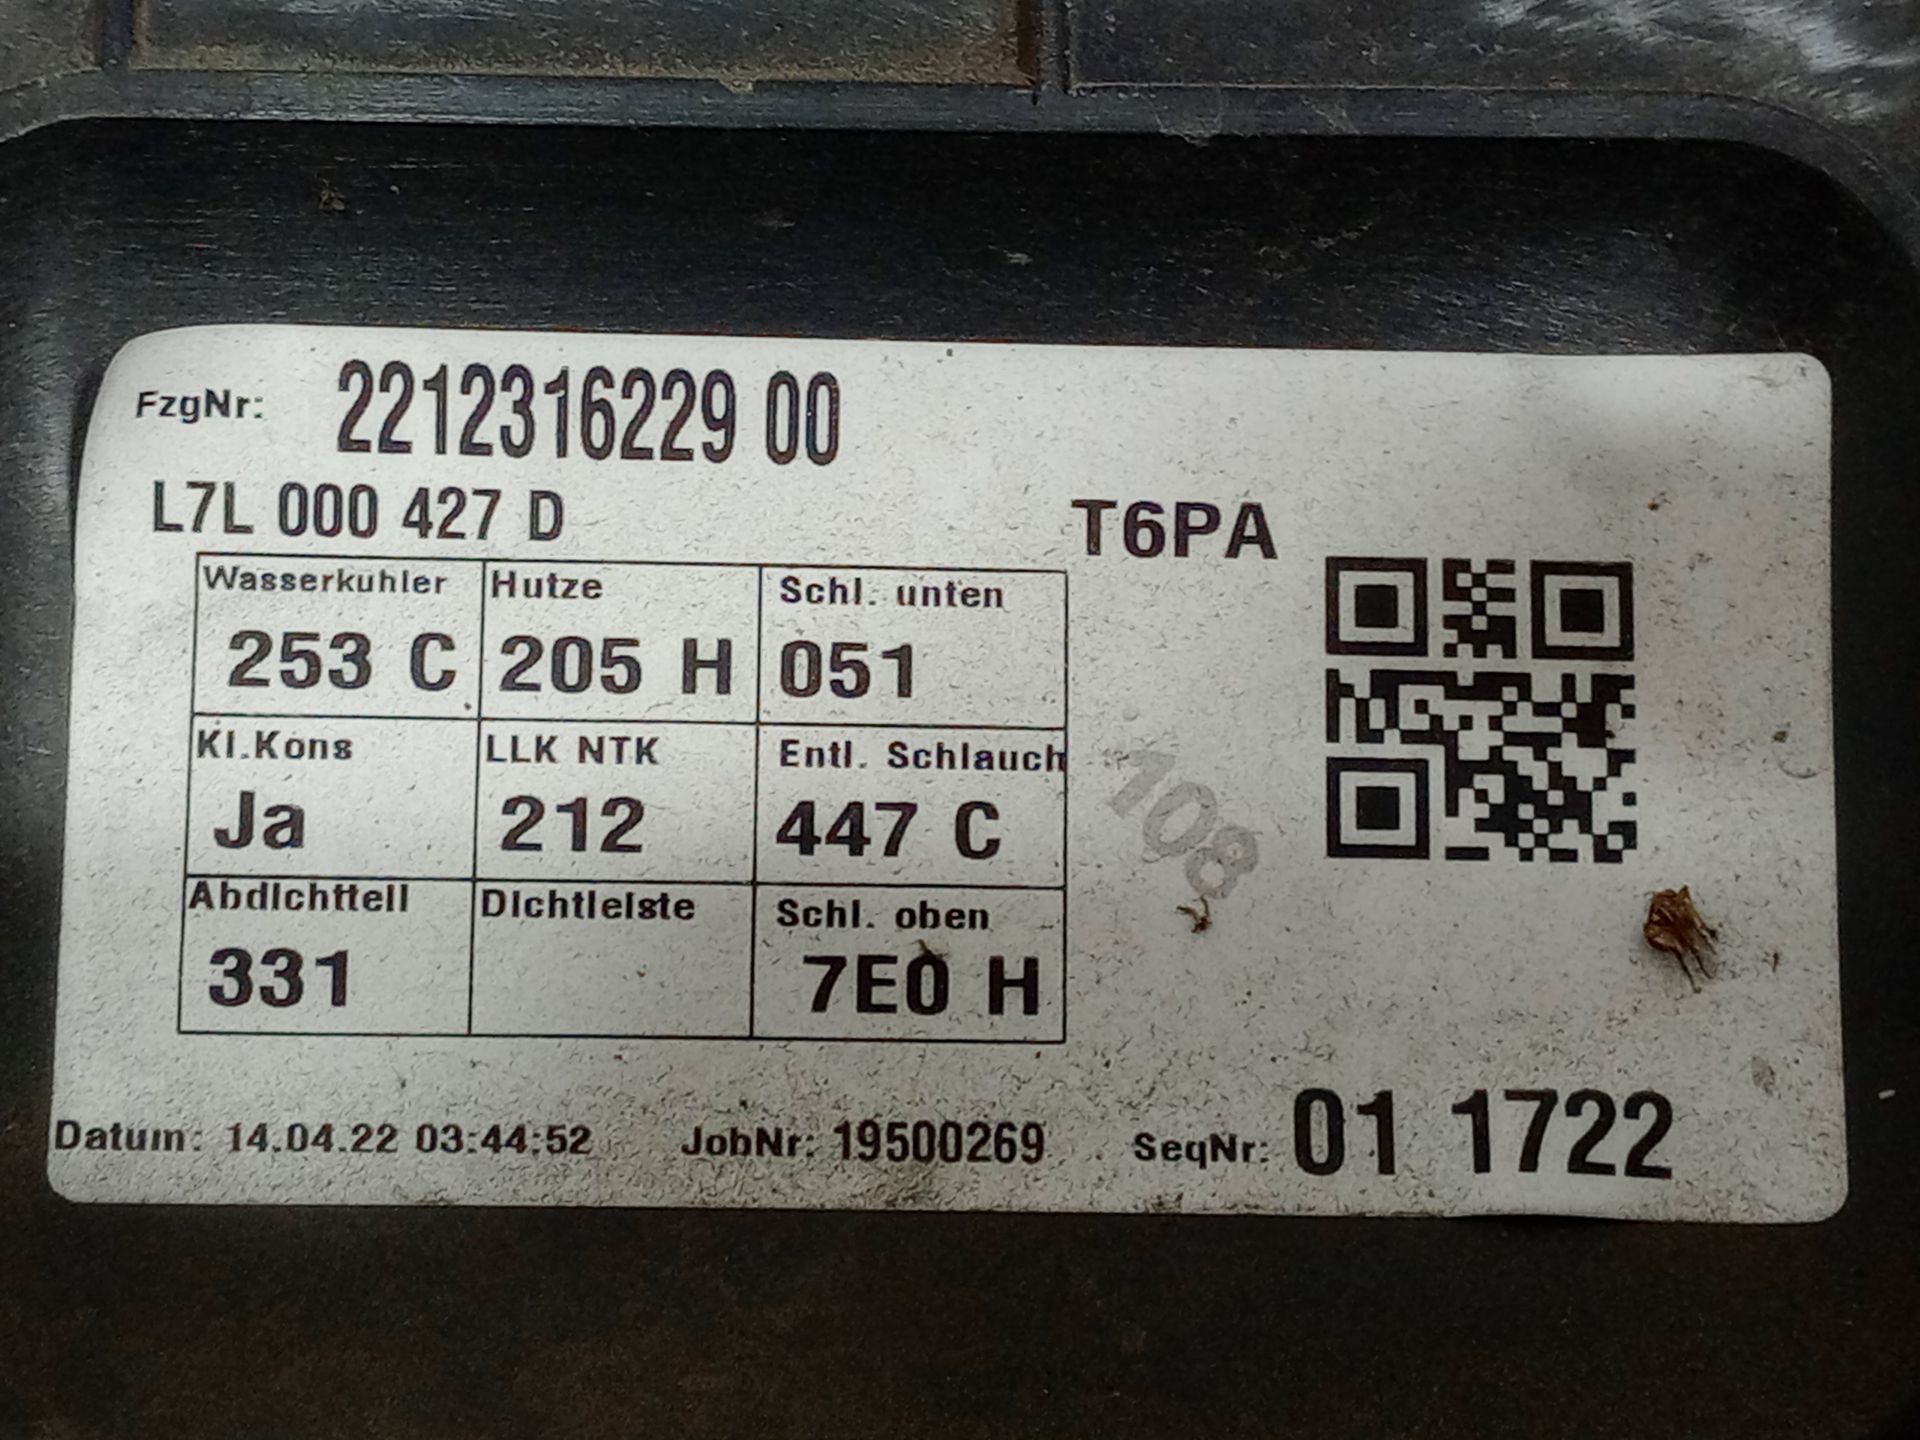 FzgNr: 2212316229 00
L7L 000 427 D
T6PA
Wasserkuhler Hutze Schl. unten
253 C 205 H 051
Kl.Kons LLK NTK Entl. Schlauch
Ja 212 447 C
108
Abdichtteil Dichtleiste Schl. oben
331 7E0 H
Datum: 14.04.22 03:44:52 JobNr: 19500269 SeqNr: 01 1722